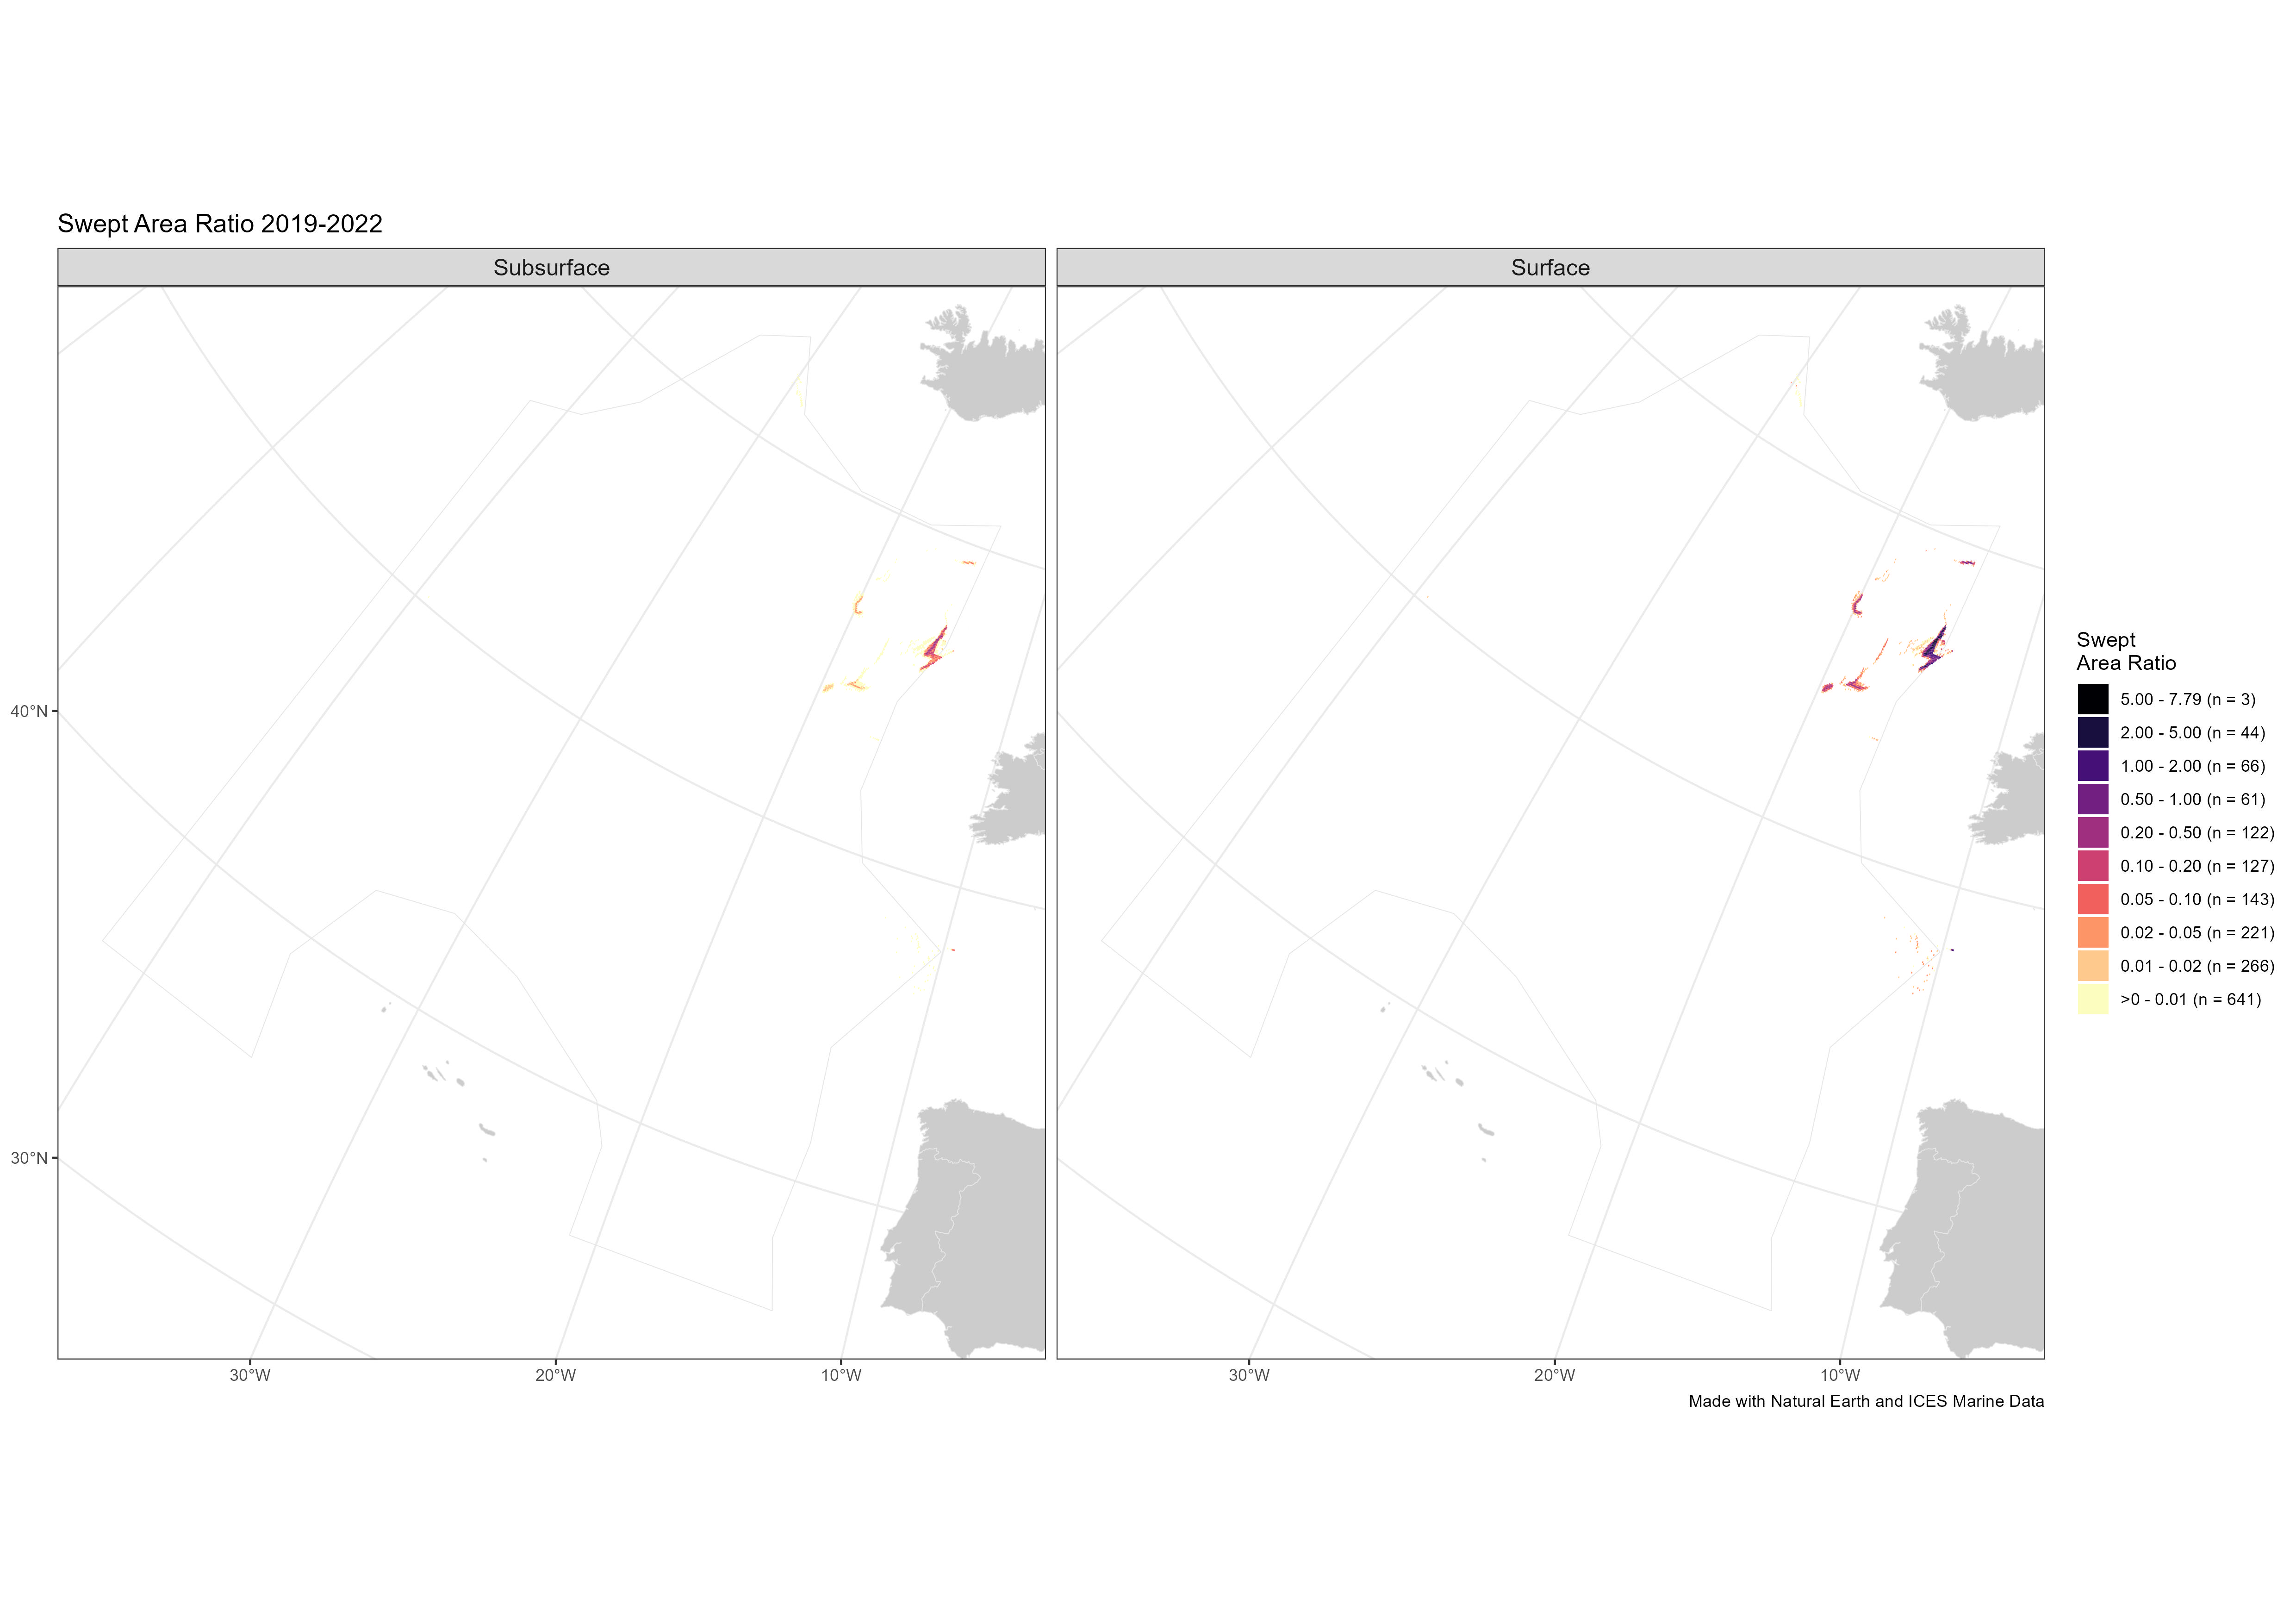 Swept Area Ratio 2019-2022
Subsurface
Surface
40°N
30°N
30°W
20°W
10°W
30°W
20°W
10°W
Swept
Area Ratio
5.00 - 7.79 (n = 3)
2.00 - 5.00 (n = 44)
1.00 - 2.00 (n = 66)
0.50 - 1.00 (n = 61)
0.20 - 0.50 (n = 122)
0.10 - 0.20 (n = 127)
0.05 - 0.10 (n = 143)
0.02 - 0.05 (n = 221)
0.01 - 0.02 (n = 266)
>0 - 0.01 (n = 641)
Made with Natural Earth and ICES Marine Data